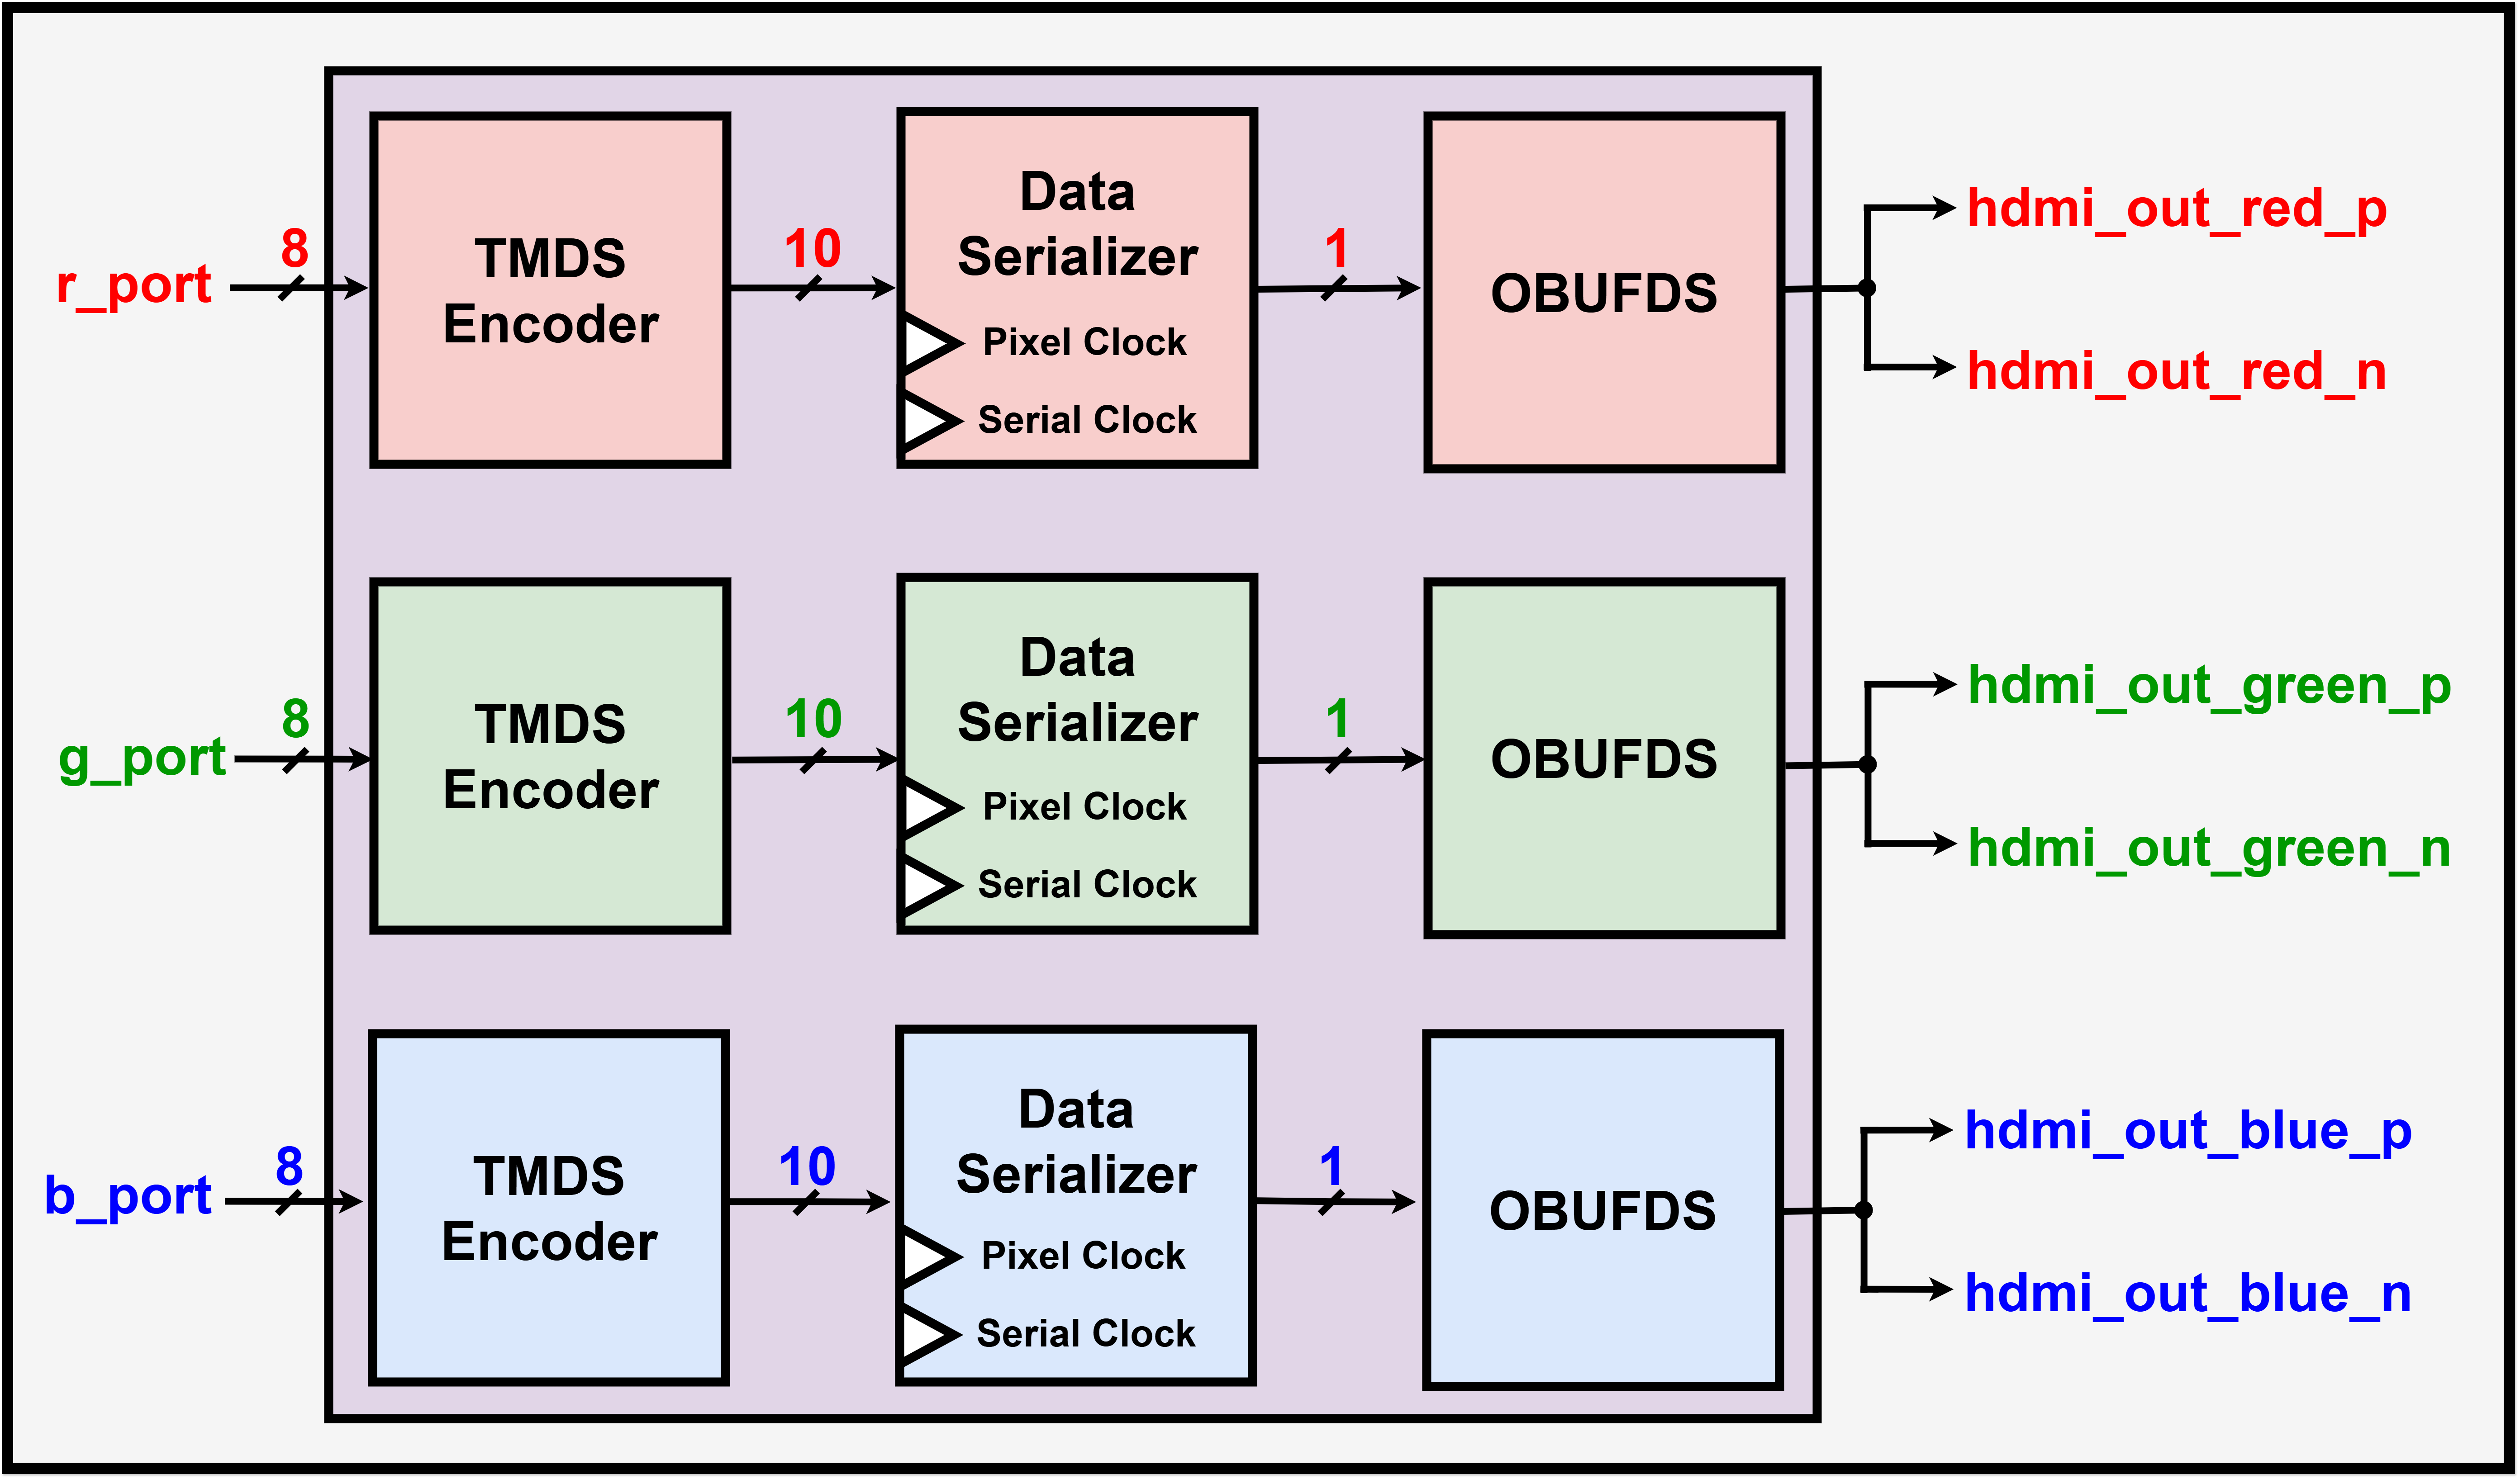 r_port
8
TMDS
Encoder
10
Data
Serializer
Pixel Clock
Serial Clock
1
OBUFDS
hdmi_out_red_p
hdmi_out_red_n
g_port
8
TMDS
Encoder
10
Data
Serializer
Pixel Clock
Serial Clock
1
OBUFDS
hdmi_out_green_p
hdmi_out_green_n
b_port
8
TMDS
Encoder
10
Data
Serializer
Pixel Clock
Serial Clock
1
OBUFDS
hdmi_out_blue_p
hdmi_out_blue_n